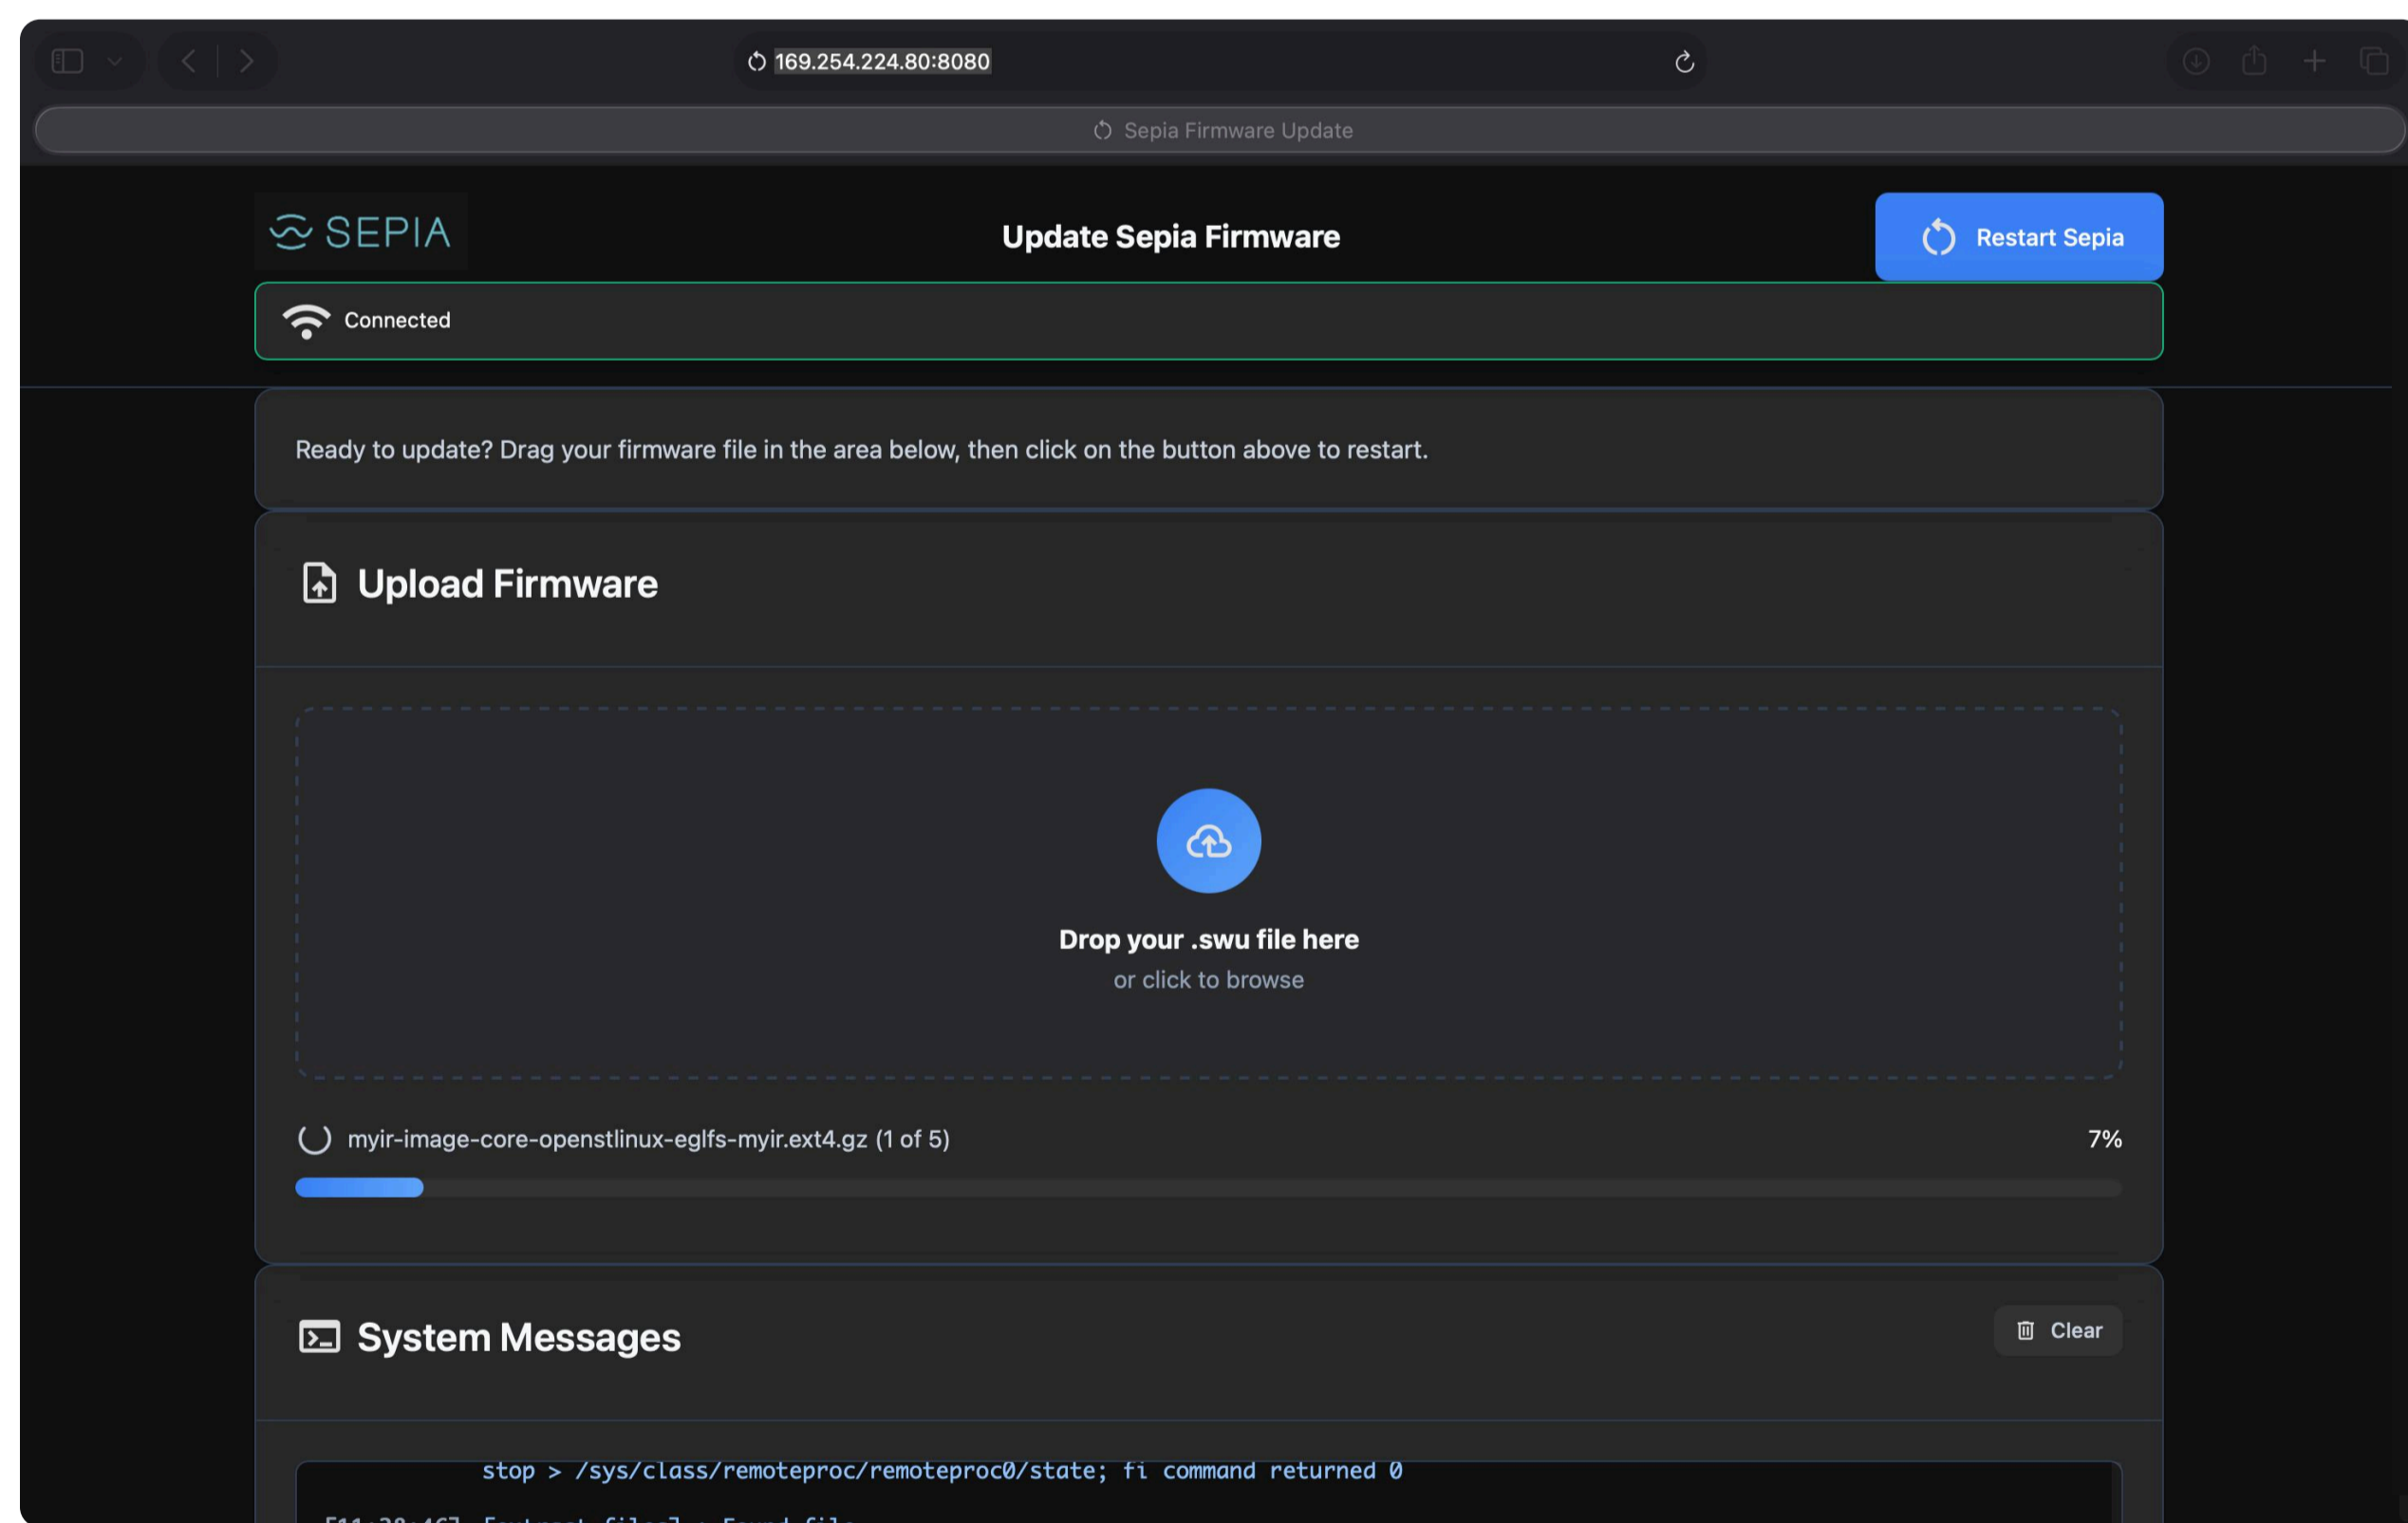 169.254.224.80:8080
Sepia Firmware Update
SEPIA
Update Sepia Firmware
Restart Sepia
Connected
Ready to update? Drag your firmware file in the area below, then click on the button above to restart.
Upload Firmware
Drop your .swu file here
or click to browse
myir-image-core-openstlinux-eglfs-myir.ext4.gz (1 of 5)
7%
System Messages
Clear
stop > /sys/class/remoteproc/remoteproc0/state; fi command returned 0